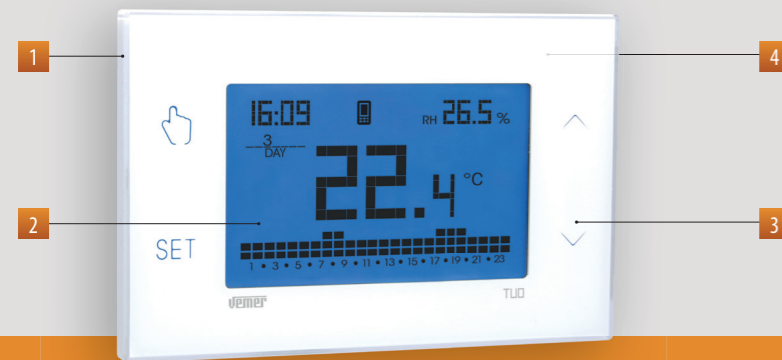 1
4
16:09 RH 26.5 %
3
DAY
22.4 °C
2
3
SET
1 • 3 • 5 • 7 • 9 • 11 • 13 • 15 • 17 • 19 • 21 • 23
vemer
TUO